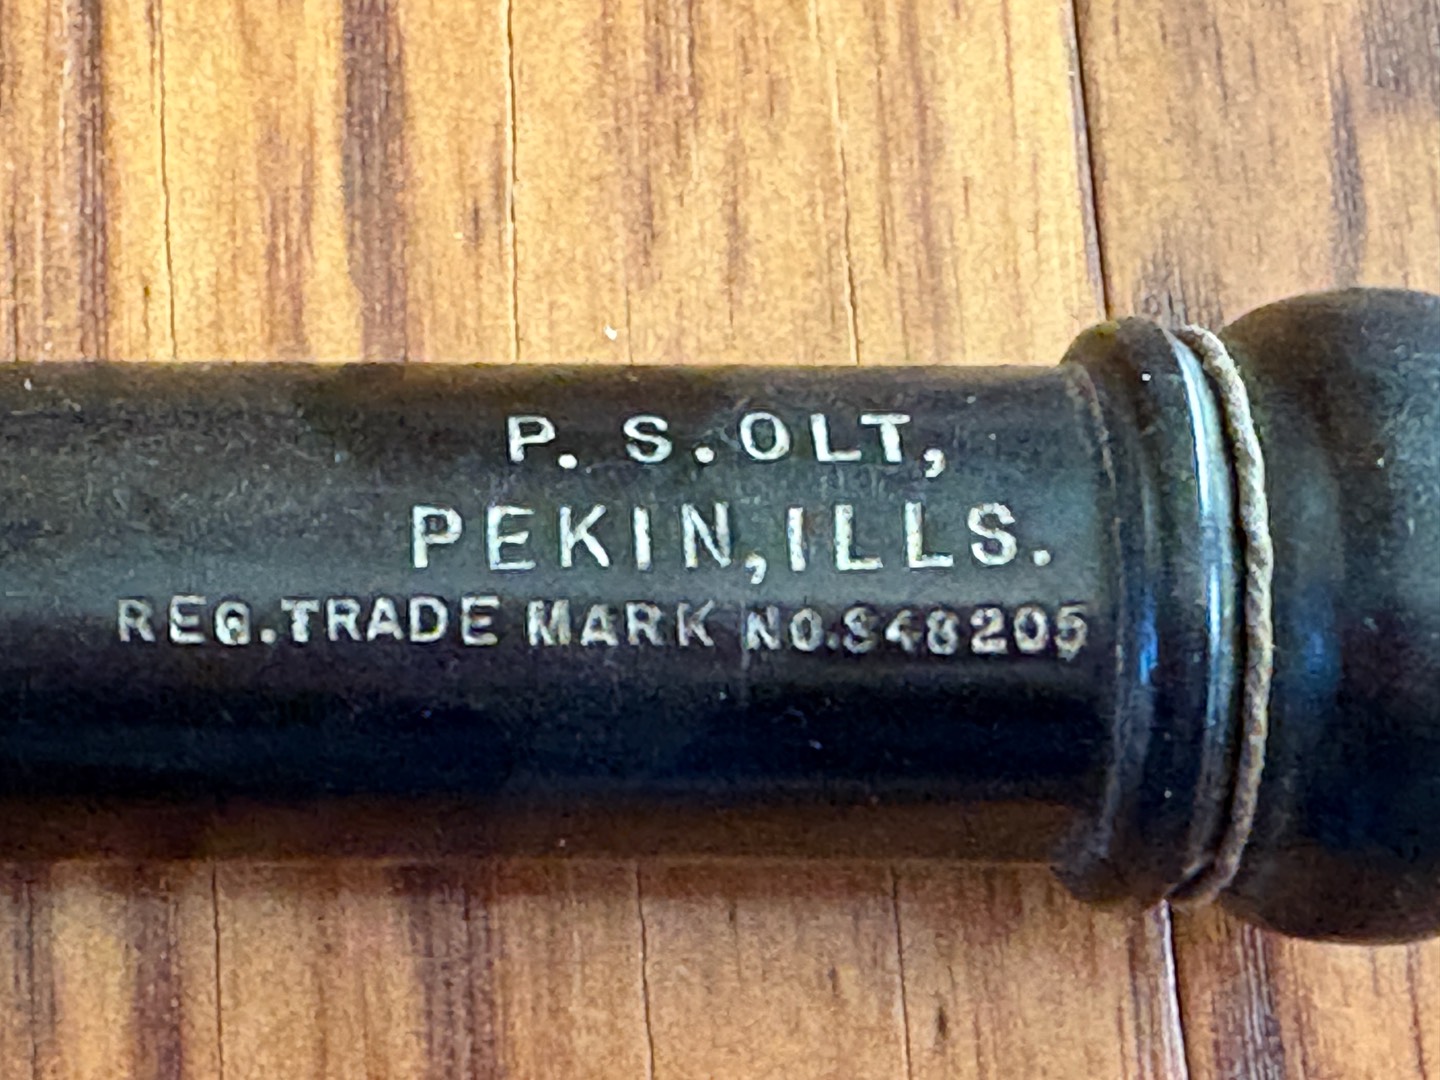 P. S. OLT,
PEKIN, ILLS.
REG. TRADE MARK NO. 348205